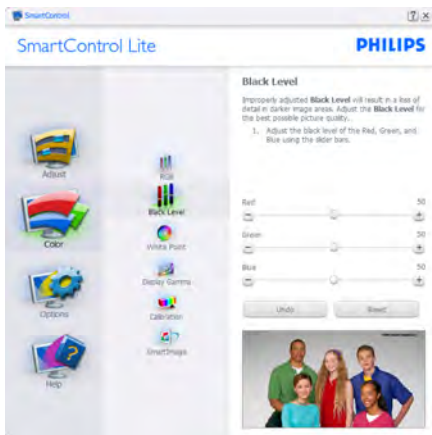 SmartControl
SmartControl Lite
PHILIPS
Black Level
Improperly adjusted Black Level will result in a loss of
detail in darker image areas. Adjust the Black Level for
the best possible picture quality.
1. Adjust the black level of the Red, Green, and
Blue using the slider bars.
Adjust
Color
Options
Help
RGB
Black Level
White Point
Display Gamma
Calibration
SmartImage
Red 50
Green 50
Blue 50
Undo Reset